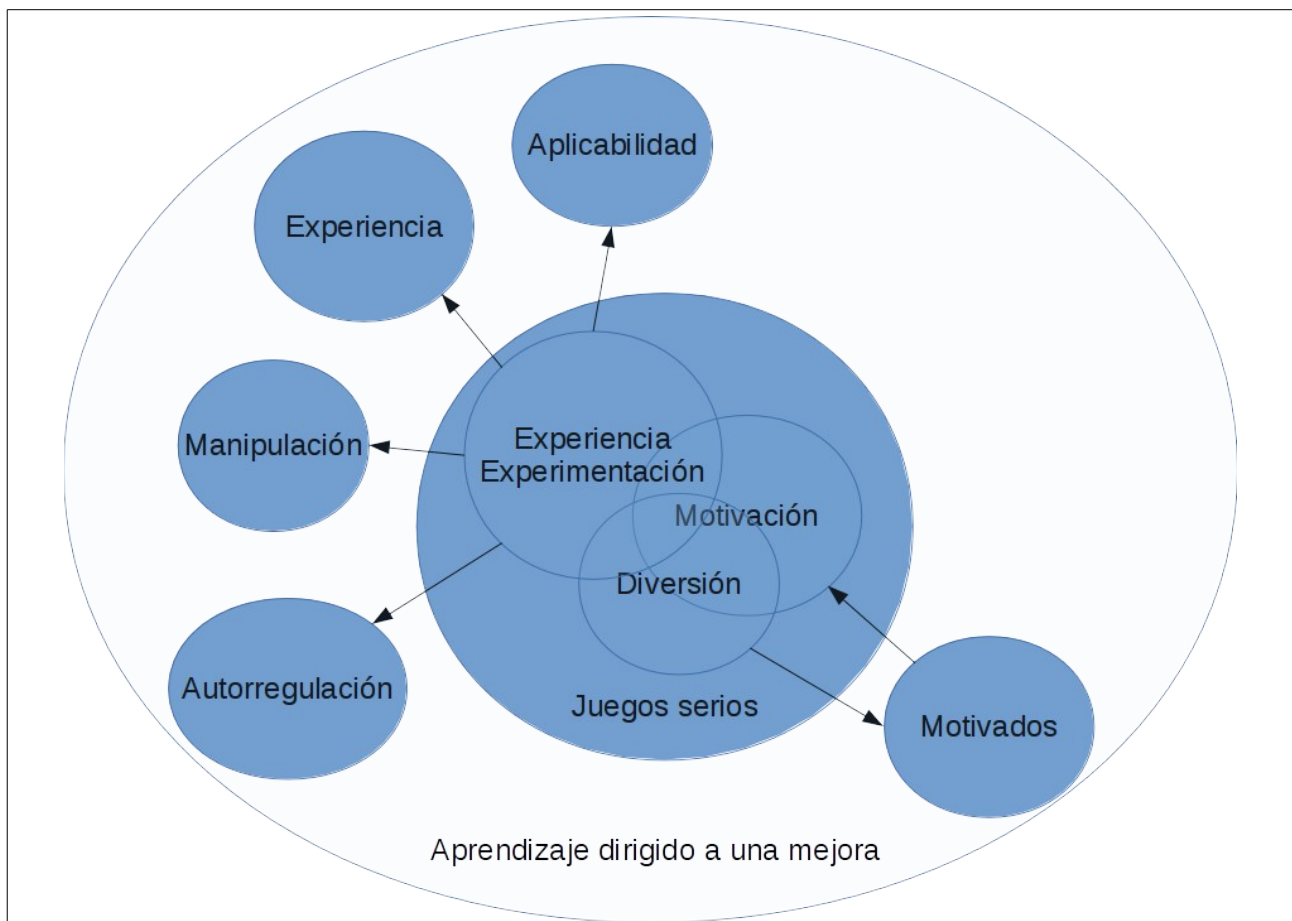 Aplicabilidad
Experiencia
Manipulación
Experiencia
Experimentación
Motivación
Diversión
Autorregulación
Juegos serios
Motivados
Aprendizaje dirigido a una mejora